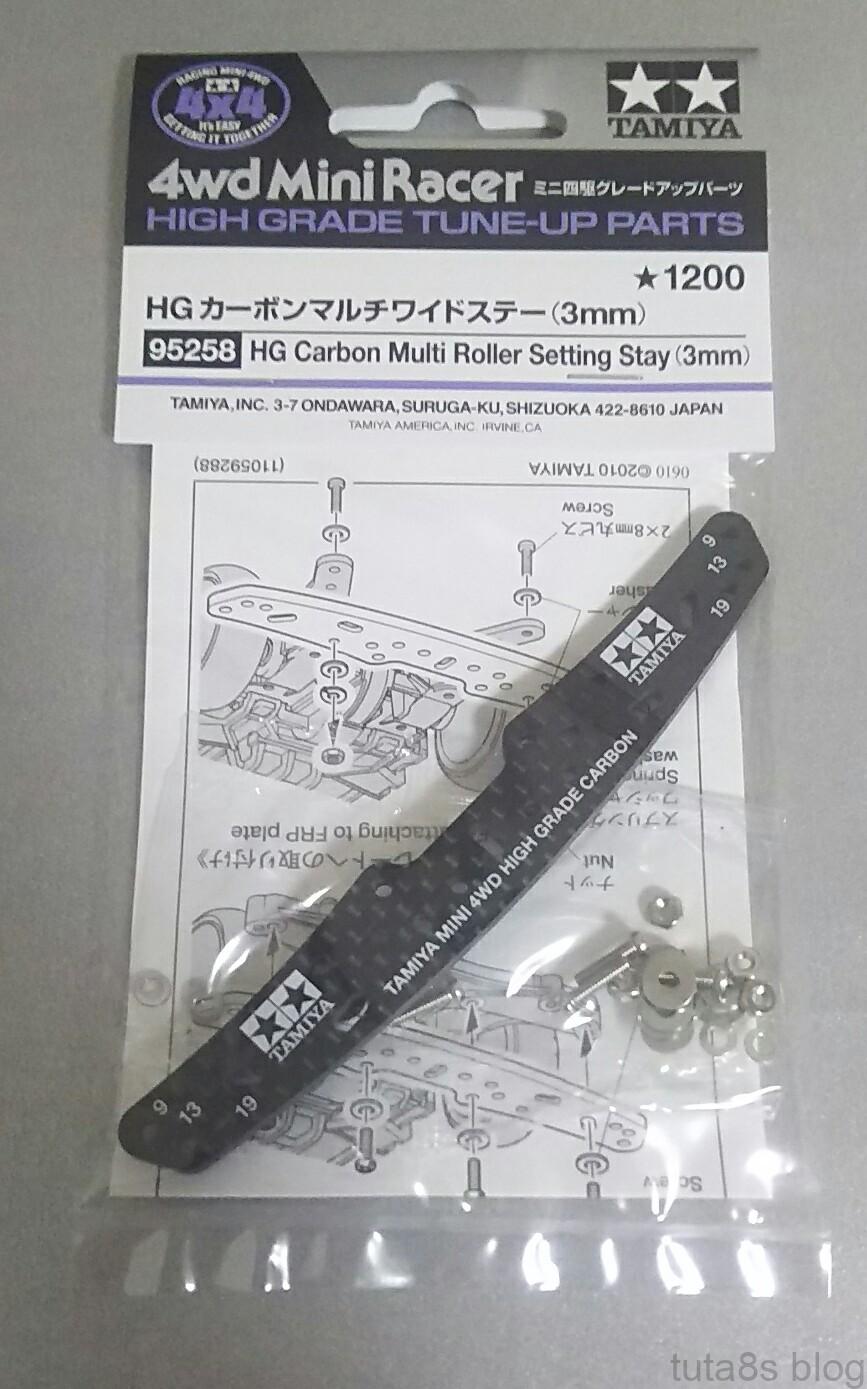 RACING MINI 4WD
4x4
IT'S EASY
GETTING IT TOGETHER
TAMIYA
4wd Mini Racer ミニ四駆グレードアップパーツ
HIGH GRADE TUNE-UP PARTS
★1200
HG カーボンマルチワイドステー(3mm)
95258 HG Carbon Multi Roller Setting Stay (3mm)
TAMIYA, INC. 3-7 ONDAWARA, SURUGA-KU, SHIZUOKA 422-8610 JAPAN
TAMIYA AMERICA, INC. IRVINE, CA
0610 ©2010 TAMIYA (11059288)
2×8mm丸ビス
Screw
9
13
19
TAMIYA
TAMIYA MINI 4WD HIGH GRADE CARBON
attaching to FRP plate
ナット
Nut
TAMIYA
9 13 19
Screw
tuta8s blog